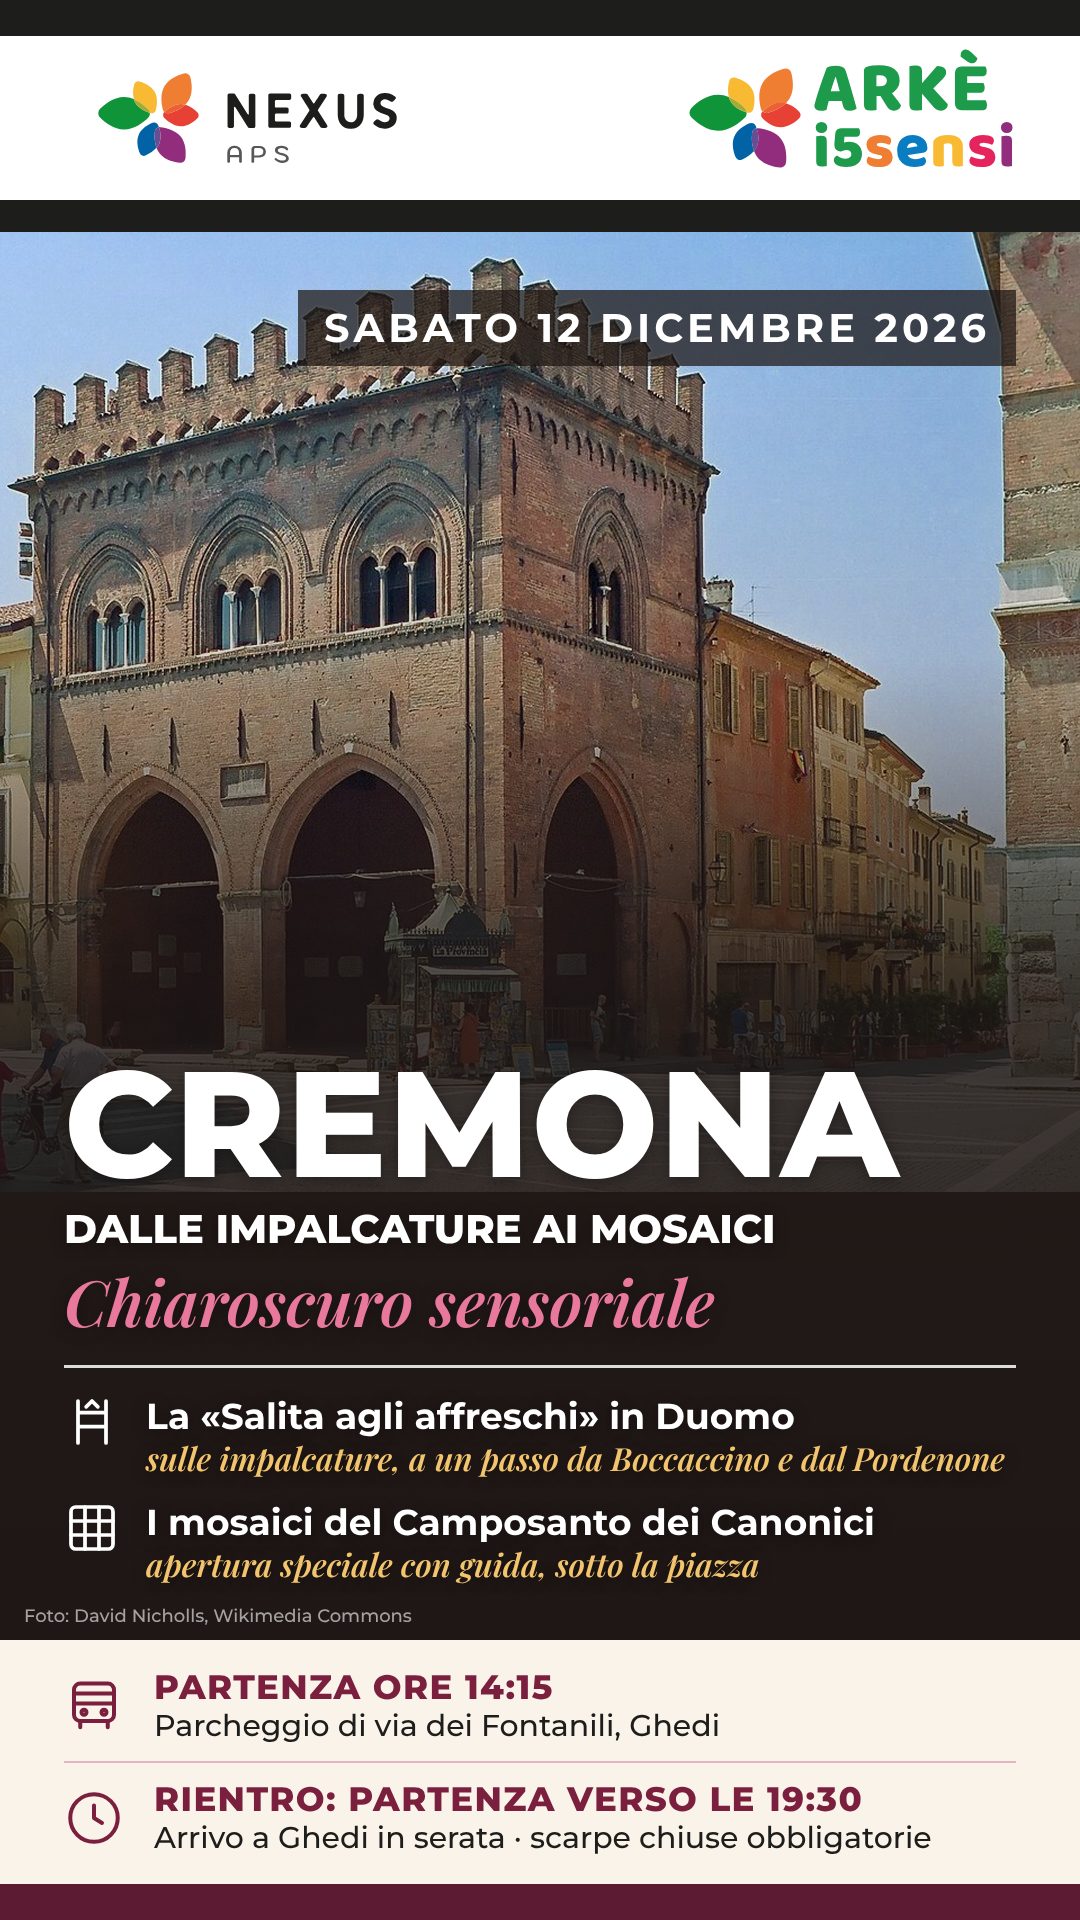 NEXUS
APS
ARKÈ
i5sensi
SABATO 12 DICEMBRE 2026
La Provincia
CREMONA
DALLE IMPALCATURE AI MOSAICI
Chiaroscuro sensoriale
La «Salita agli affreschi» in Duomo
sulle impalcature, a un passo da Boccaccino e dal Pordenone
I mosaici del Camposanto dei Canonici
apertura speciale con guida, sotto la piazza
Foto: David Nicholls, Wikimedia Commons
PARTENZA ORE 14:15
Parcheggio di via dei Fontanili, Ghedi
RIENTRO: PARTENZA VERSO LE 19:30
Arrivo a Ghedi in serata · scarpe chiuse obbligatorie